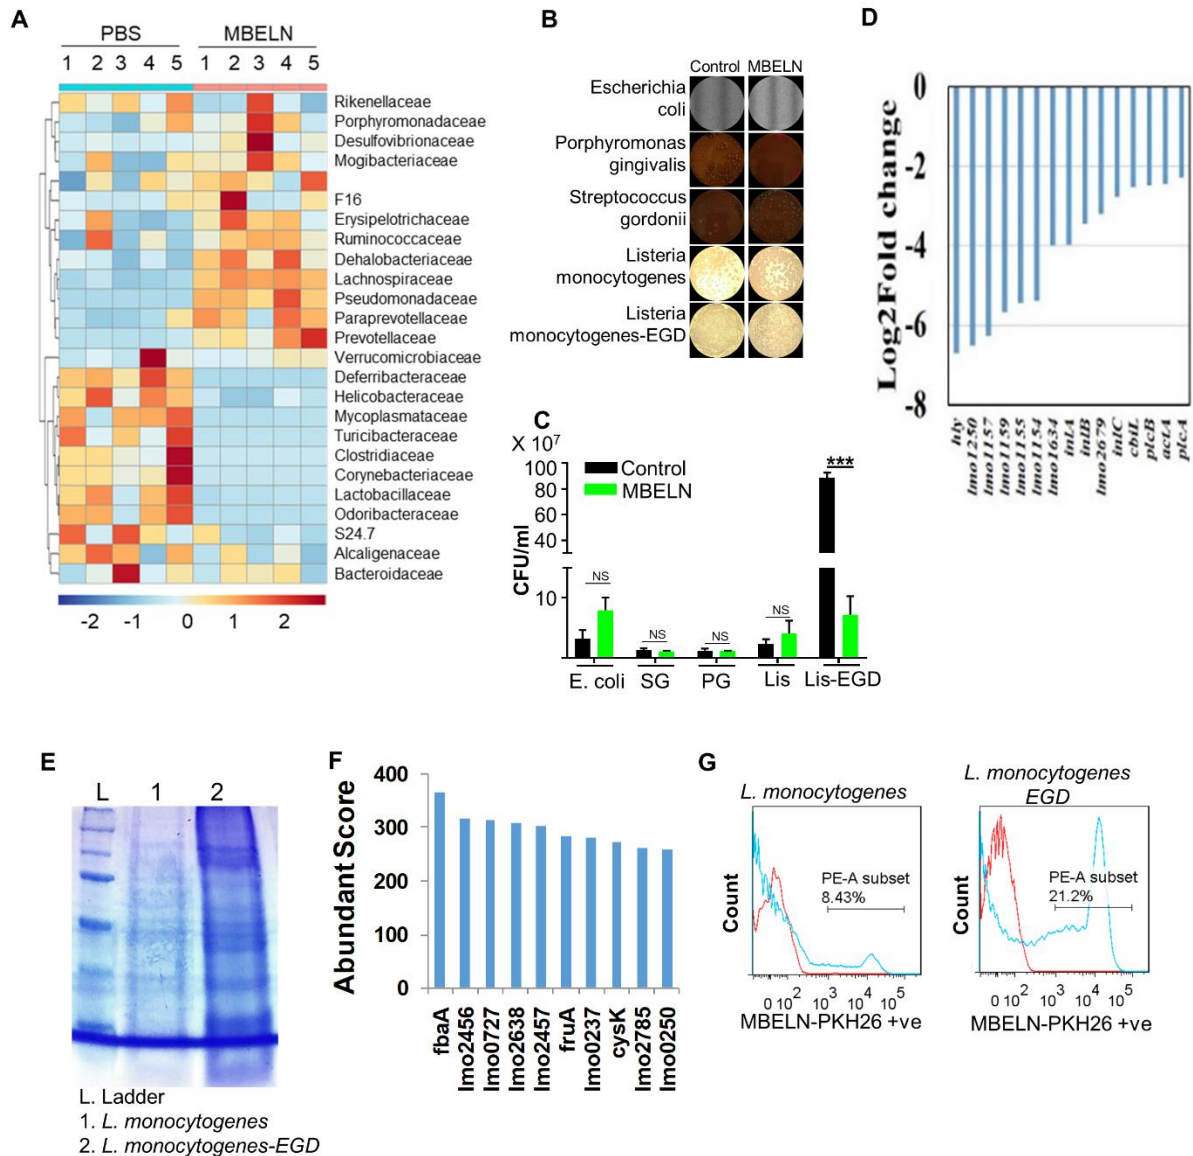 A
PBS MBELN
1 2 3 4 5 1 2 3 4 5
Rikenellaceae
Porphyromonadaceae
Desulfovibrionaceae
Mogibacteriaceae
F16
Erysipelotrichaceae
Ruminococcaceae
Dehalobacteriaceae
Lachnospiraceae
Pseudomonadaceae
Paraprevotellaceae
Prevotellaceae
Verrucomicrobiaceae
Deferribacteraceae
Helicobacteraceae
Mycoplasmataceae
Turicibacteraceae
Clostridiaceae
Corynebacteriaceae
Lactobacillaceae
Odoribacteraceae
S24.7
Alcaligenaceae
Bacteroidaceae
-2 -1 0 1 2
B
Control MBELN
Escherichia
coli
Porphyromonas
gingivalis
Streptococcus
gordonii
Listeria
monocytogenes
Listeria
monocytogenes-EGD
C
X 10⁷
CFU/ml
100
80
60
40
10
Control
MBELN
NS
NS
NS
NS
***
E. coli SG PG Lis Lis-EGD
D
Log2Fold change
0
-2
-4
-6
-8
hly
lmo1250
lmo1157
lmo1159
lmo1155
lmo1154
lmo1634
inlA
inlB
lmo2679
inlC
cbiL
plcB
actA
plcA
E
L 1 2
L. Ladder
1. L. monocytogenes
2. L. monocytogenes-EGD
F
Abundant Score
400
300
200
100
0
fbaA
lmo2456
lmo0727
lmo2638
lmo2457
fruA
lmo0237
cysK
lmo2785
lmo0250
G
L. monocytogenes
Count
PE-A subset
8.43%
0 10² 10³ 10⁴ 10⁵
MBELN-PKH26 +ve
L. monocytogenes
EGD
Count
PE-A subset
21.2%
0 10² 10³ 10⁴ 10⁵
MBELN-PKH26 +ve